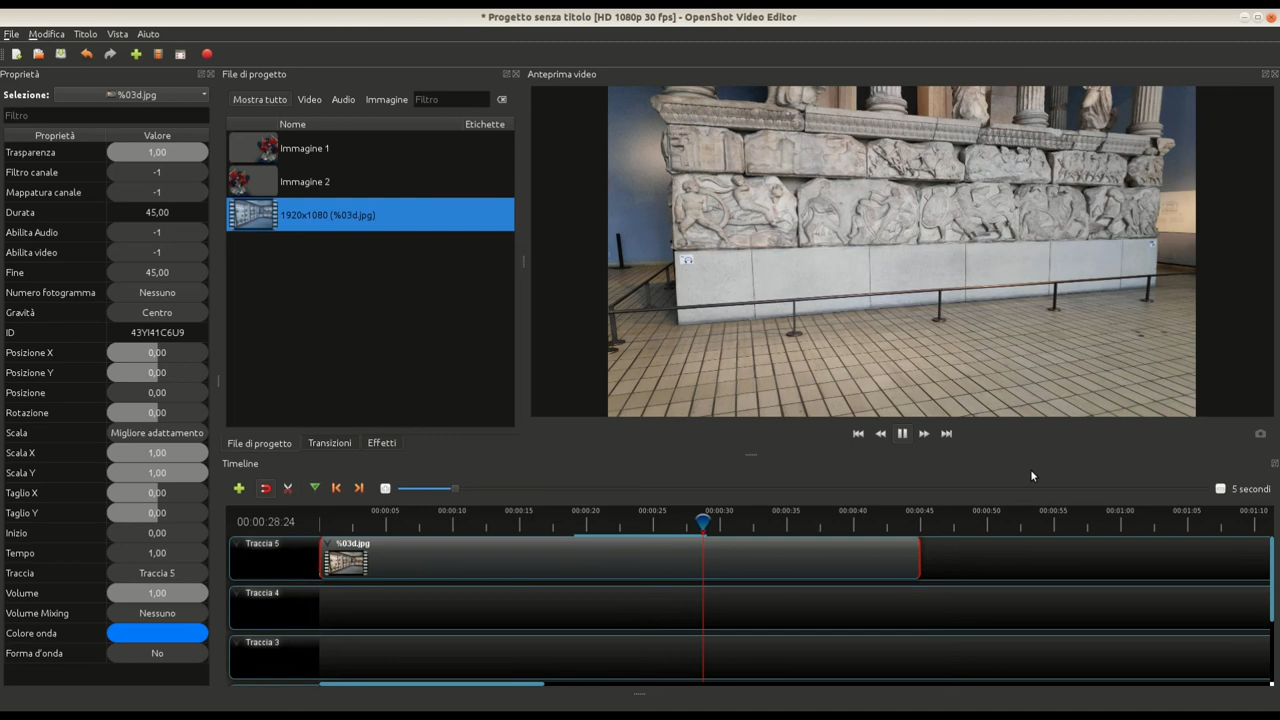 * Progetto senza titolo [HD 1080p 30 fps] - OpenShot Video Editor
File Modifica Titolo Vista Aiuto
Proprietà
Selezione: %03d.jpg
Filtro
Proprietà Valore
Trasparenza 1,00
Filtro canale -1
Mappatura canale -1
Durata 45,00
Abilita Audio -1
Abilita video -1
Fine 45,00
Numero fotogramma Nessuno
Gravità Centro
ID 43YI41C6U9
Posizione X 0,00
Posizione Y 0,00
Posizione 0,00
Rotazione 0,00
Scala Migliore adattamento
Scala X 1,00
Scala Y 1,00
Taglio X 0,00
Taglio Y 0,00
Inizio 0,00
Tempo 1,00
Traccia Traccia 5
Volume 1,00
Volume Mixing Nessuno
Colore onda
Forma d'onda No
File di progetto
Mostra tutto Video Audio Immagine Filtro
Nome Etichette
Immagine 1
Immagine 2
1920x1080 (%03d.jpg)
File di progetto Transizioni Effetti
Anteprima video
Timeline
5 secondi
00:00:28:24
00:00:05 00:00:10 00:00:15 00:00:20 00:00:25 00:00:30 00:00:35 00:00:40 00:00:45 00:00:50 00:00:55 00:01:00 00:01:05 00:01:10
Traccia 5 %03d.jpg
Traccia 4
Traccia 3